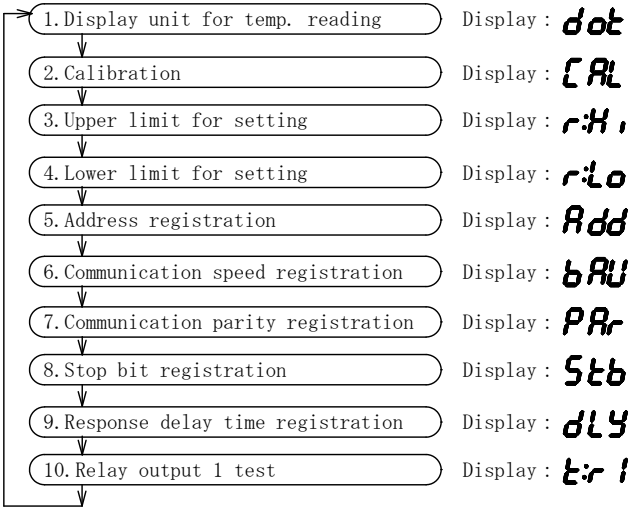 1.Display unit for temp. reading Display: dot
2.Calibration Display: CAL
3.Upper limit for setting Display: r:Hi
4.Lower limit for setting Display: r:Lo
5.Address registration Display: Add
6.Communication speed registration Display: bAU
7.Communication parity registration Display: PAr
8.Stop bit registration Display: Stb
9.Response delay time registration Display: dLY
10.Relay output 1 test Display: t:r 1